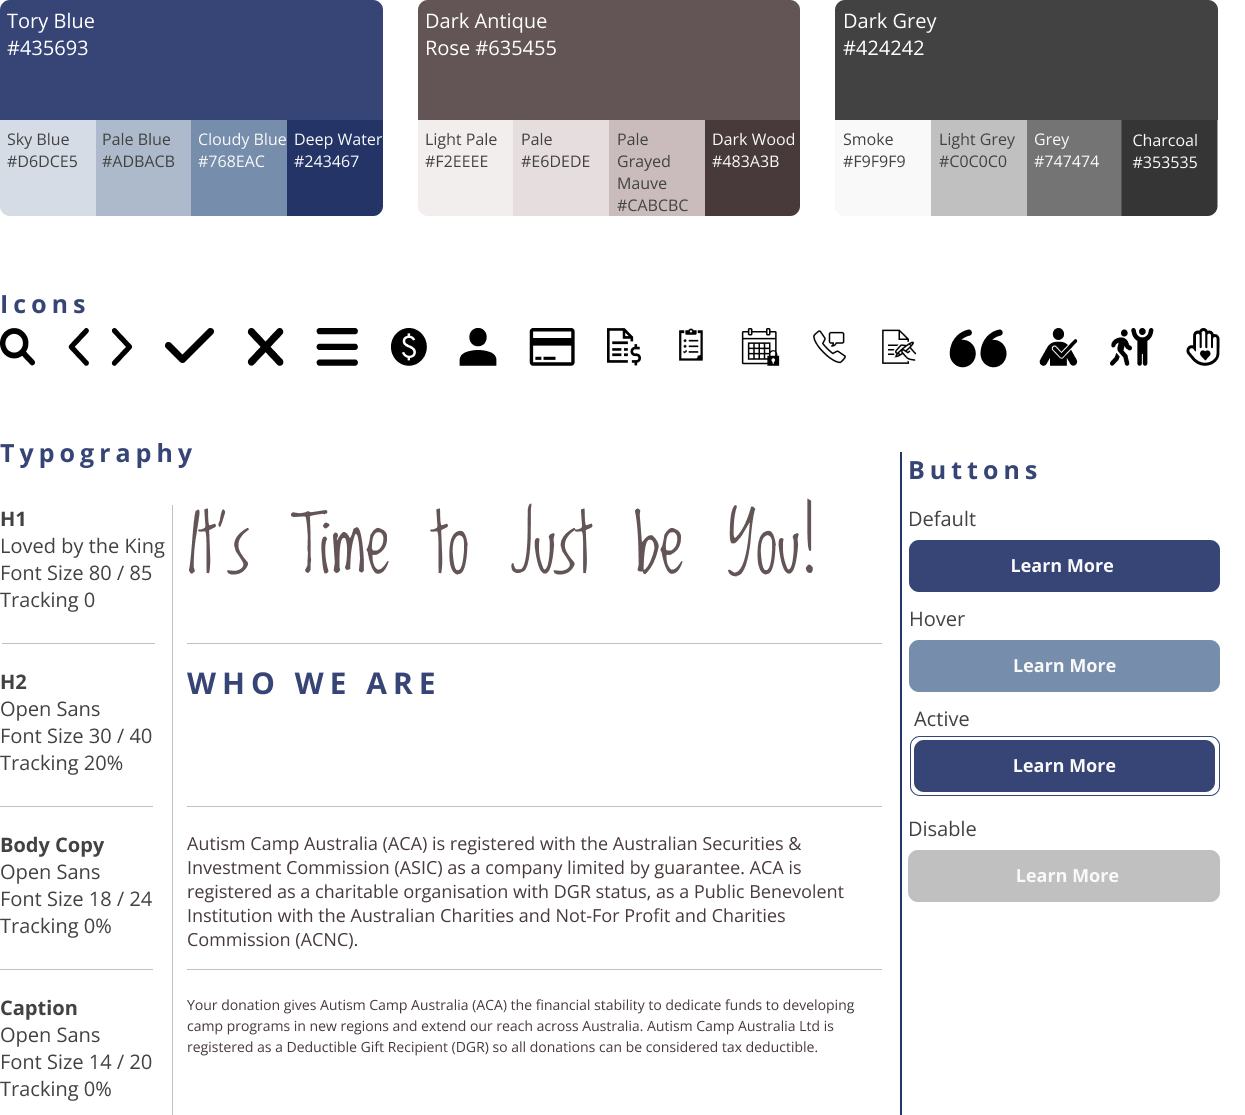 Tory Blue
#435693
Sky Blue
#D6DCE5
Pale Blue
#ADBACB
Cloudy Blue
#768EAC
Deep Water
#243467
Dark Antique
Rose #635455
Light Pale
#F2EEEE
Pale
#E6DEDE
Pale
Grayed
Mauve
#CABCBC
Dark Wood
#483A3B
Dark Grey
#424242
Smoke
#F9F9F9
Light Grey
#C0C0C0
Grey
#747474
Charcoal
#353535
Icons
Typography
H1
Loved by the King
Font Size 80 / 85
Tracking 0
It's Time to Just be You!
H2
Open Sans
Font Size 30 / 40
Tracking 20%
WHO WE ARE
Body Copy
Open Sans
Font Size 18 / 24
Tracking 0%
Autism Camp Australia (ACA) is registered with the Australian Securities &
Investment Commission (ASIC) as a company limited by guarantee. ACA is
registered as a charitable organisation with DGR status, as a Public Benevolent
Institution with the Australian Charities and Not-For Profit and Charities
Commission (ACNC).
Caption
Open Sans
Font Size 14 / 20
Tracking 0%
Your donation gives Autism Camp Australia (ACA) the financial stability to dedicate funds to developing
camp programs in new regions and extend our reach across Australia. Autism Camp Australia Ltd is
registered as a Deductible Gift Recipient (DGR) so all donations can be considered tax deductible.
Buttons
Default
Learn More
Hover
Learn More
Active
Learn More
Disable
Learn More